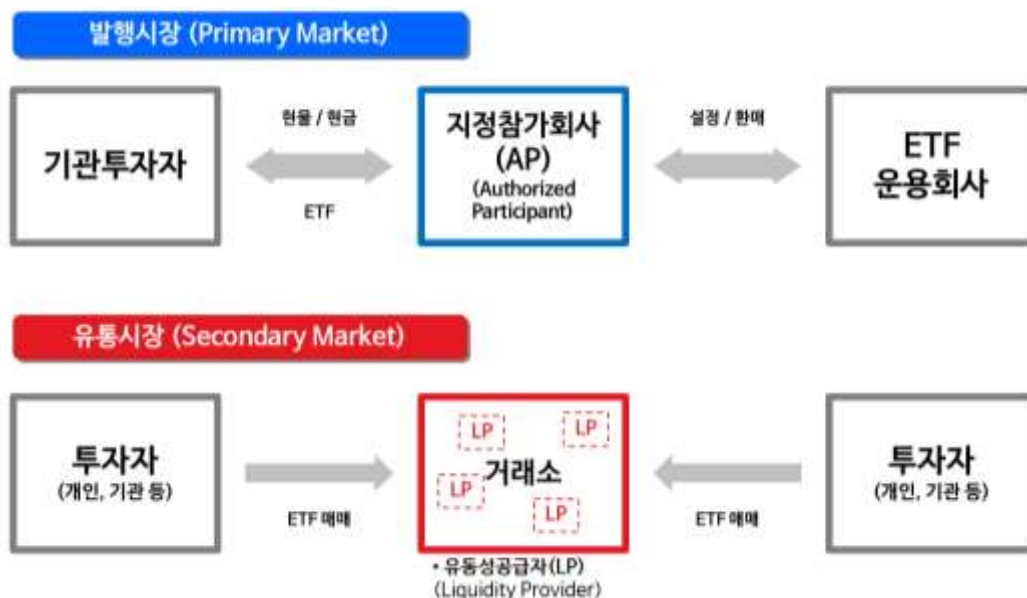 발행시장 (Primary Market)
기관투자자
현물 / 현금
ETF
지정참가회사
(AP)
(Authorized
Participant)
설정 / 환매
ETF
운용회사
유통시장 (Secondary Market)
투자자
(개인, 기관 등)
ETF 매매
LP
LP
거래소
LP
LP
• 유동성공급자(LP)
(Liquidity Provider)
ETF 매매
투자자
(개인, 기관 등)